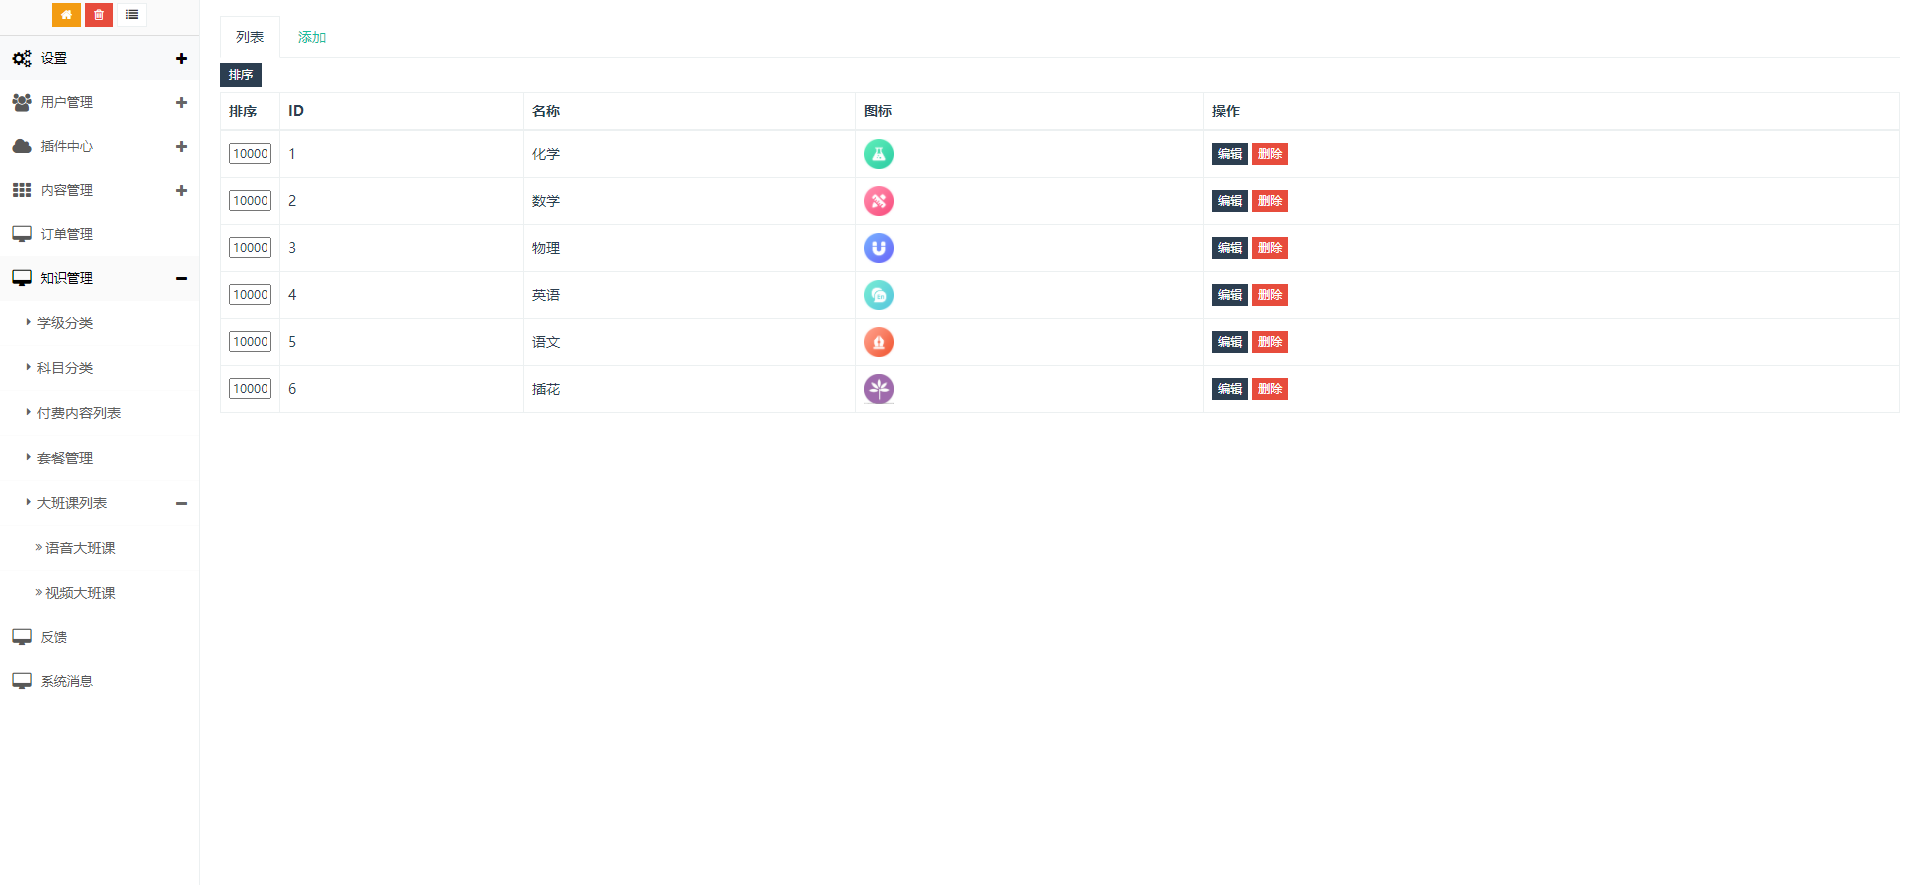 设置
用户管理
插件中心
内容管理
订单管理
知识管理
学级分类
科目分类
付费内容列表
套餐管理
大班课列表
语音大班课
视频大班课
反馈
系统消息
列表 添加
排序
排序 ID 名称 图标 操作
10000 1 化学 编辑 删除
10000 2 数学 编辑 删除
10000 3 物理 编辑 删除
10000 4 英语 编辑 删除
10000 5 语文 编辑 删除
10000 6 插花 编辑 删除